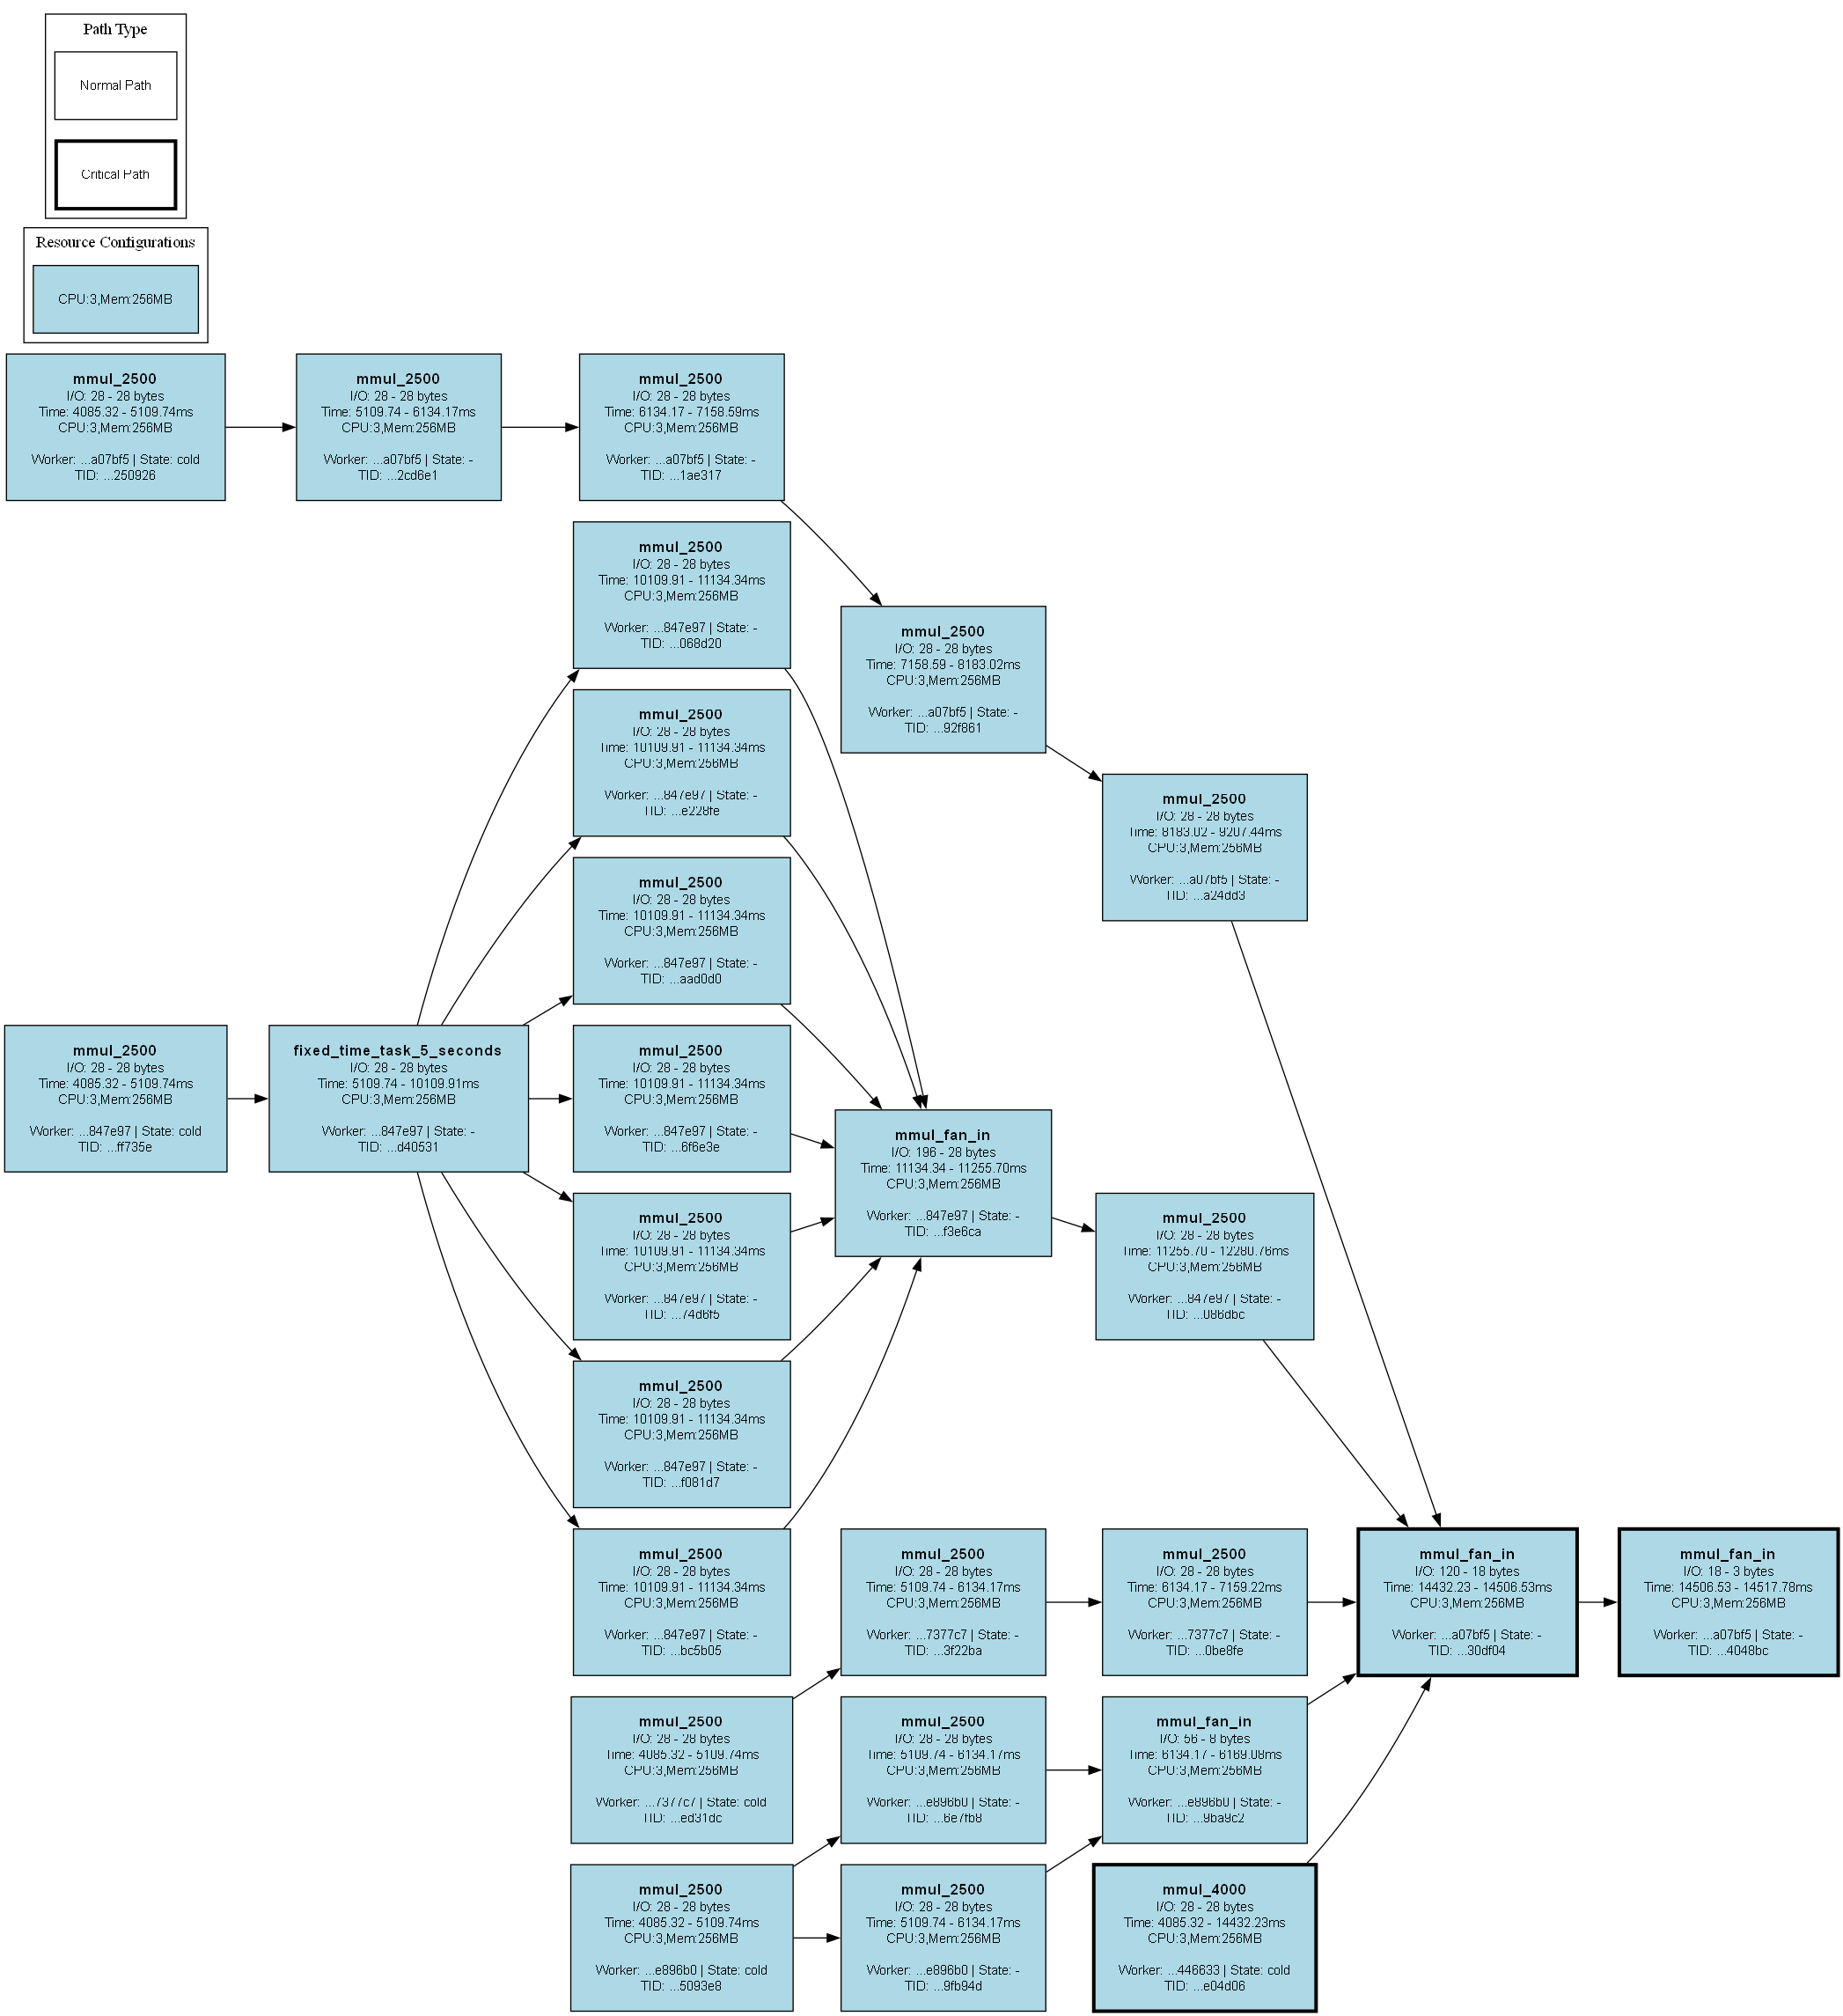 Path Type
Normal Path
Critical Path
Resource Configurations
CPU:3,Mem:256MB
mmul_2500
I/O: 28 - 28 bytes
Time: 4085.32 - 5109.74ms
CPU:3,Mem:256MB
Worker: ...a07bf5 | State: cold
TID: ...250926
mmul_2500
I/O: 28 - 28 bytes
Time: 5109.74 - 6134.17ms
CPU:3,Mem:256MB
Worker: ...a07bf5 | State: -
TID: ...2cd6e1
mmul_2500
I/O: 28 - 28 bytes
Time: 6134.17 - 7158.59ms
CPU:3,Mem:256MB
Worker: ...a07bf5 | State: -
TID: ...1ae317
mmul_2500
I/O: 28 - 28 bytes
Time: 10109.91 - 11134.34ms
CPU:3,Mem:256MB
Worker: ...847e97 | State: -
TID: ...068d20
mmul_2500
I/O: 28 - 28 bytes
Time: 7158.59 - 8183.02ms
CPU:3,Mem:256MB
Worker: ...a07bf5 | State: -
TID: ...92f861
mmul_2500
I/O: 28 - 28 bytes
Time: 10109.91 - 11134.34ms
CPU:3,Mem:256MB
Worker: ...847e97 | State: -
TID: ...e228fe
mmul_2500
I/O: 28 - 28 bytes
Time: 8183.02 - 9207.44ms
CPU:3,Mem:256MB
Worker: ...a07bf5 | State: -
TID: ...a24dd3
mmul_2500
I/O: 28 - 28 bytes
Time: 10109.91 - 11134.34ms
CPU:3,Mem:256MB
Worker: ...847e97 | State: -
TID: ...aad0d0
mmul_2500
I/O: 28 - 28 bytes
Time: 4085.32 - 5109.74ms
CPU:3,Mem:256MB
Worker: ...847e97 | State: cold
TID: ...ff735e
fixed_time_task_5_seconds
I/O: 28 - 28 bytes
Time: 5109.74 - 10109.91ms
CPU:3,Mem:256MB
Worker: ...847e97 | State: -
TID: ...d40531
mmul_2500
I/O: 28 - 28 bytes
Time: 10109.91 - 11134.34ms
CPU:3,Mem:256MB
Worker: ...847e97 | State: -
TID: ...6f6e3e
mmul_fan_in
I/O: 196 - 28 bytes
Time: 11134.34 - 11255.70ms
CPU:3,Mem:256MB
Worker: ...847e97 | State: -
TID: ...f3e6ca
mmul_2500
I/O: 28 - 28 bytes
Time: 10109.91 - 11134.34ms
CPU:3,Mem:256MB
Worker: ...847e97 | State: -
TID: ...74d6f5
mmul_2500
I/O: 28 - 28 bytes
Time: 11255.70 - 12280.76ms
CPU:3,Mem:256MB
Worker: ...847e97 | State: -
TID: ...086dbc
mmul_2500
I/O: 28 - 28 bytes
Time: 10109.91 - 11134.34ms
CPU:3,Mem:256MB
Worker: ...847e97 | State: -
TID: ...f081d7
mmul_2500
I/O: 28 - 28 bytes
Time: 10109.91 - 11134.34ms
CPU:3,Mem:256MB
Worker: ...847e97 | State: -
TID: ...bc5b05
mmul_2500
I/O: 28 - 28 bytes
Time: 5109.74 - 6134.17ms
CPU:3,Mem:256MB
Worker: ...7377c7 | State: -
TID: ...3f22ba
mmul_2500
I/O: 28 - 28 bytes
Time: 6134.17 - 7159.22ms
CPU:3,Mem:256MB
Worker: ...7377c7 | State: -
TID: ...0be8fe
mmul_fan_in
I/O: 120 - 18 bytes
Time: 14432.23 - 14506.53ms
CPU:3,Mem:256MB
Worker: ...a07bf5 | State: -
TID: ...30df04
mmul_fan_in
I/O: 18 - 3 bytes
Time: 14506.53 - 14517.78ms
CPU:3,Mem:256MB
Worker: ...a07bf5 | State: -
TID: ...4048bc
mmul_2500
I/O: 28 - 28 bytes
Time: 4085.32 - 5109.74ms
CPU:3,Mem:256MB
Worker: ...7377c7 | State: cold
TID: ...ed31dc
mmul_2500
I/O: 28 - 28 bytes
Time: 5109.74 - 6134.17ms
CPU:3,Mem:256MB
Worker: ...e896b0 | State: -
TID: ...6e7fb8
mmul_fan_in
I/O: 56 - 8 bytes
Time: 6134.17 - 6169.08ms
CPU:3,Mem:256MB
Worker: ...e896b0 | State: -
TID: ...9ba9c2
mmul_2500
I/O: 28 - 28 bytes
Time: 4085.32 - 5109.74ms
CPU:3,Mem:256MB
Worker: ...e896b0 | State: cold
TID: ...5093e8
mmul_2500
I/O: 28 - 28 bytes
Time: 5109.74 - 6134.17ms
CPU:3,Mem:256MB
Worker: ...e896b0 | State: -
TID: ...9fb94d
mmul_4000
I/O: 28 - 28 bytes
Time: 4085.32 - 14432.23ms
CPU:3,Mem:256MB
Worker: ...446633 | State: cold
TID: ...e04d06